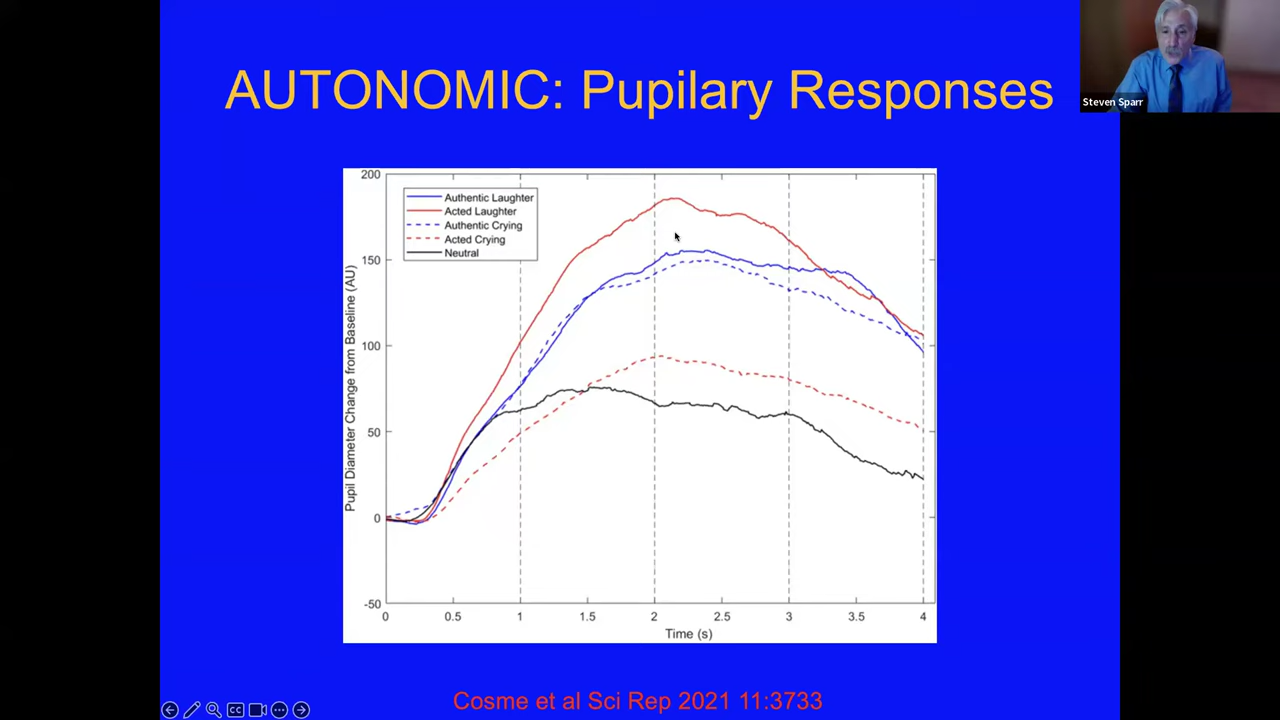 AUTONOMIC: Pupilary Responses
Steven Sparr
200
150
100
50
0
-50
Pupil Diameter Change from Baseline (AU)
Authentic Laughter
Acted Laughter
Authentic Crying
Acted Crying
Neutral
0 0.5 1 1.5 2 2.5 3 3.5 4
Time (s)
Cosme et al Sci Rep 2021 11:3733
CC